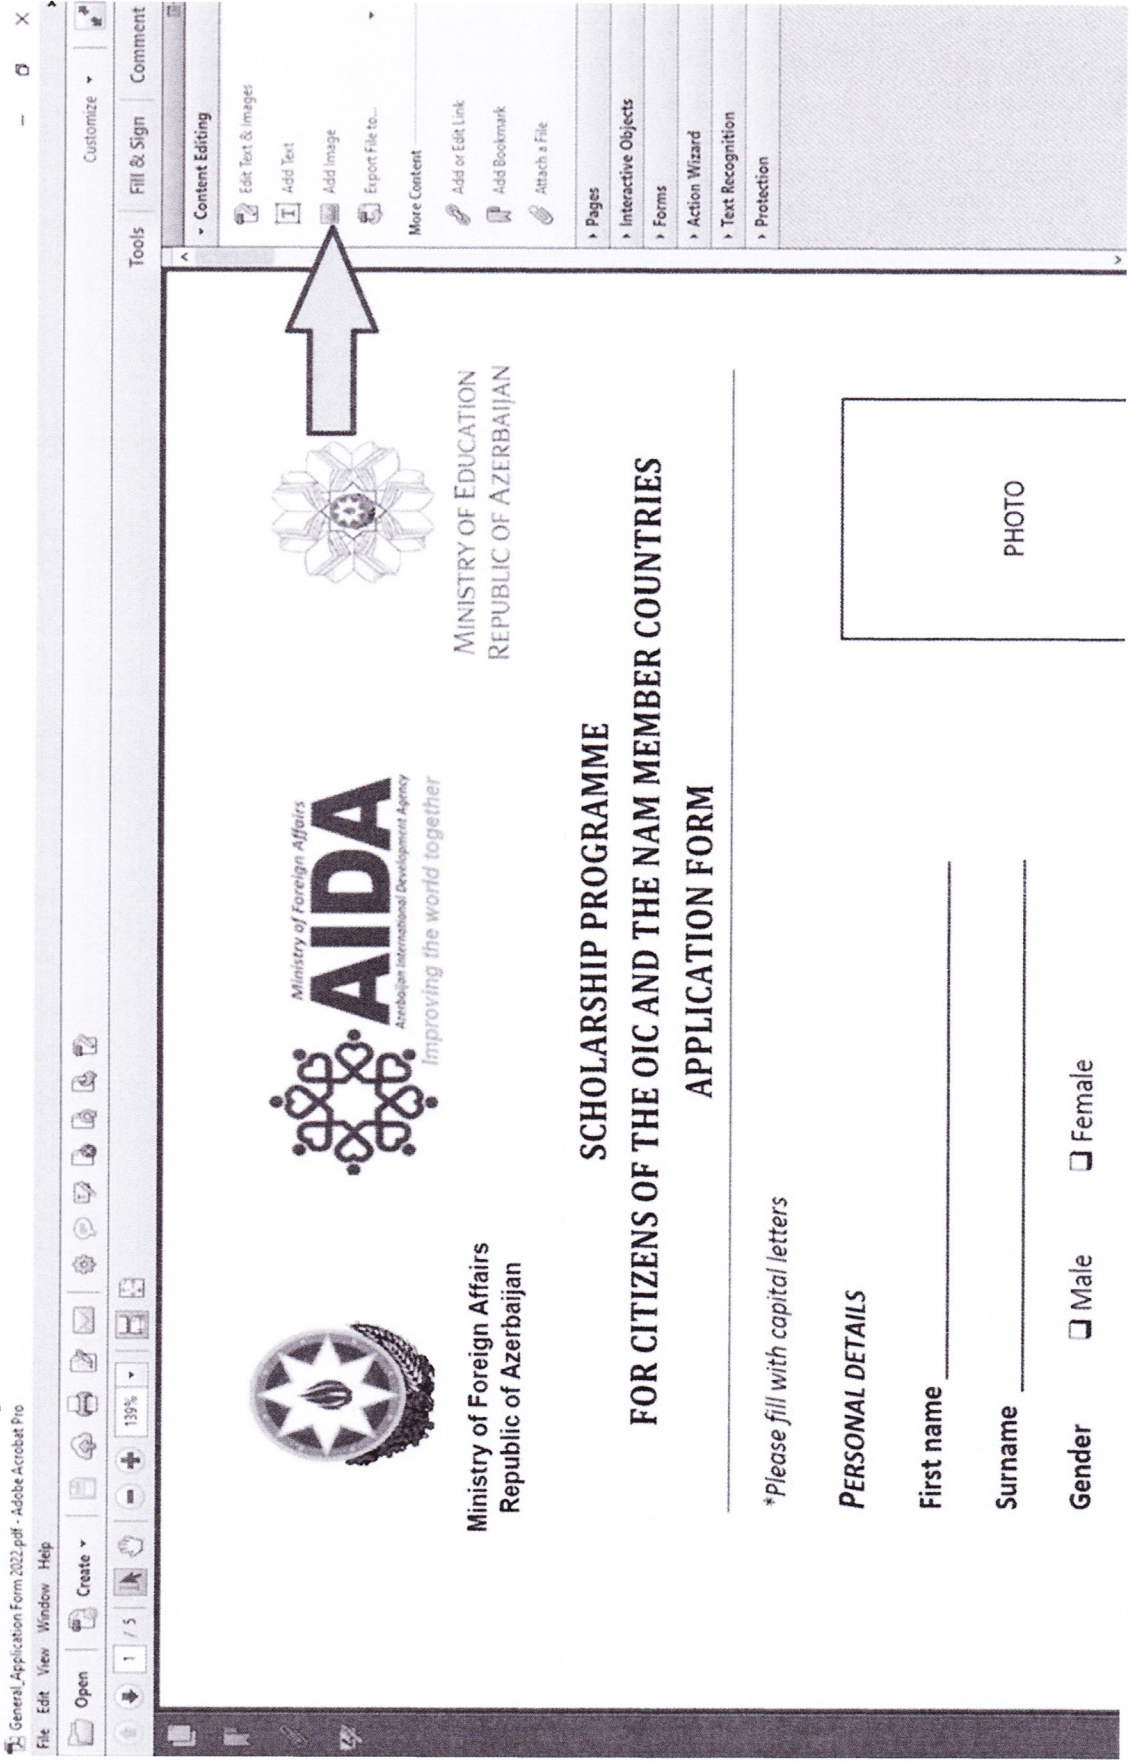 General_Application Form 2022.pdf - Adobe Acrobat Pro
File Edit View Window Help
Open Create Customize
1 / 5 139% Tools Fill & Sign Comment
Content Editing
Edit Text & Images
Add Text
Add Image
Export File to...
More Content
Add or Edit Link
Add Bookmark
Attach a File
Pages
Interactive Objects
Forms
Action Wizard
Text Recognition
Protection
Ministry of Foreign Affairs
Republic of Azerbaijan
Ministry of Foreign Affairs
AIDA
Azerbaijan International Development Agency
Improving the world together
MINISTRY OF EDUCATION
REPUBLIC OF AZERBAIJAN
SCHOLARSHIP PROGRAMME
FOR CITIZENS OF THE OIC AND THE NAM MEMBER COUNTRIES
APPLICATION FORM
*Please fill with capital letters
PERSONAL DETAILS
PHOTO
First name
Surname
Gender Male Female